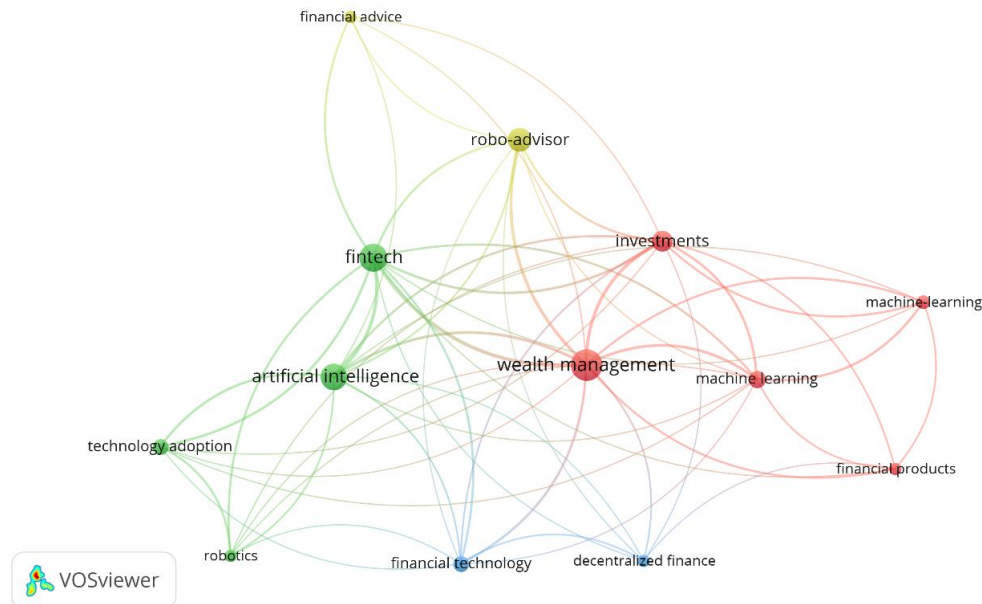 financial advice
robo-advisor
investments
fintech
machine-learning
wealth management
artificial intelligence
machine learning
technology adoption
financial products
robotics
financial technology
decentralized finance
VOSviewer